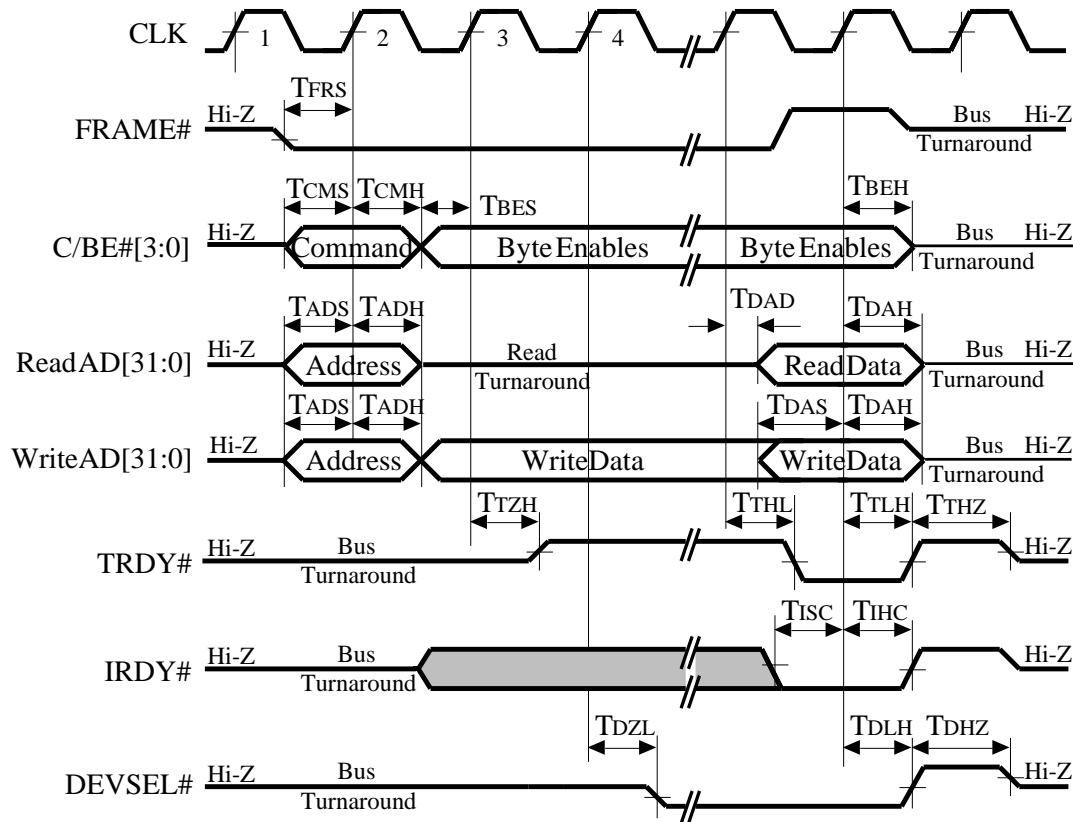 CLK 1 2 3 4
TFRS
FRAME# Hi-Z Bus Turnaround Hi-Z
TCMS TCMH TBES TBEH
C/BE#[3:0] Hi-Z Command Byte Enables Byte Enables Bus Turnaround Hi-Z
TADS TADH TDAD TDAH
ReadAD[31:0] Hi-Z Address Read Turnaround Read Data Bus Turnaround Hi-Z
TADS TADH TDAS TDAH
WriteAD[31:0] Hi-Z Address Write Data Write Data Bus Turnaround Hi-Z
TTZH TTHL TTLH TTHZ
TRDY# Hi-Z Bus Turnaround Hi-Z
TISC TIHC
IRDY# Hi-Z Bus Turnaround Hi-Z
TDZL TDLH TDHZ
DEVSEL# Hi-Z Bus Turnaround Hi-Z